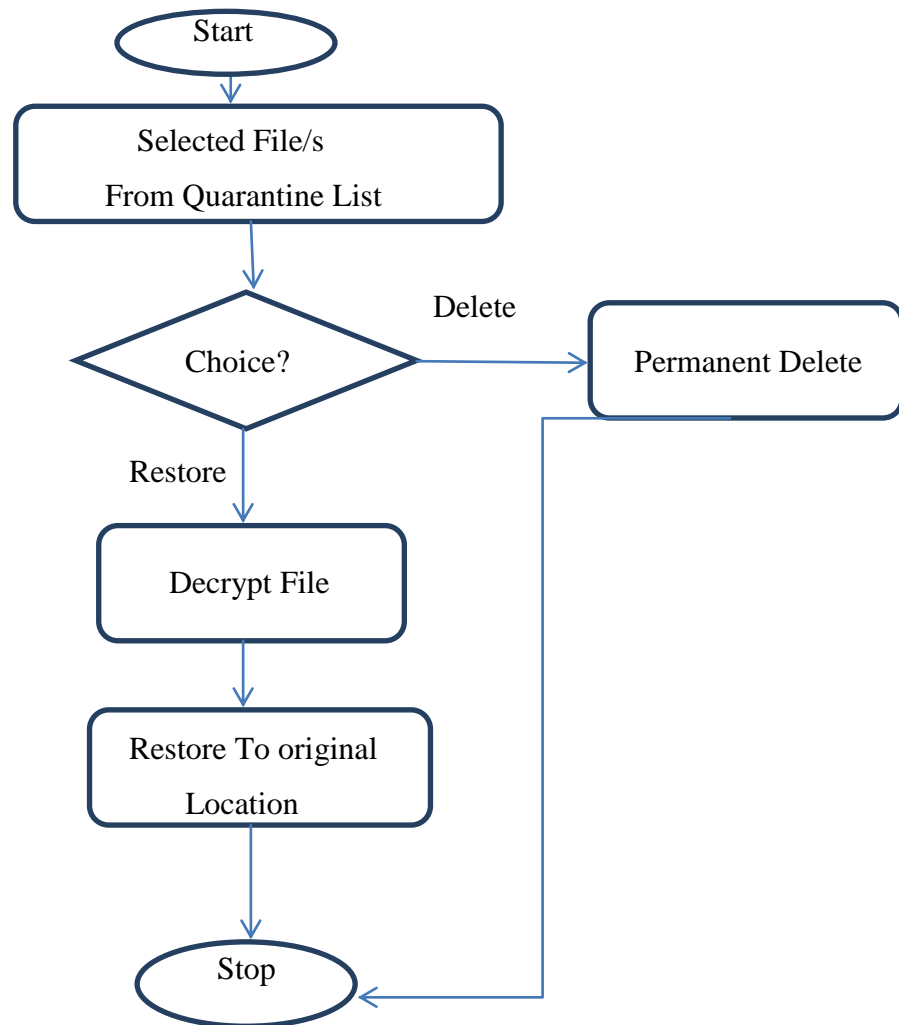 Start
Selected File/s
From Quarantine List
Delete
Choice?
Permanent Delete
Restore
Decrypt File
Restore To original
Location
Stop